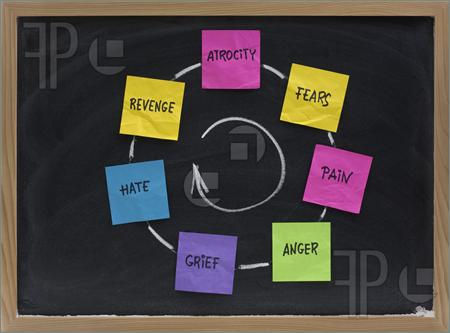 ATROCITY
FEARS
PAIN
ANGER
GRIEF
HATE
REVENGE